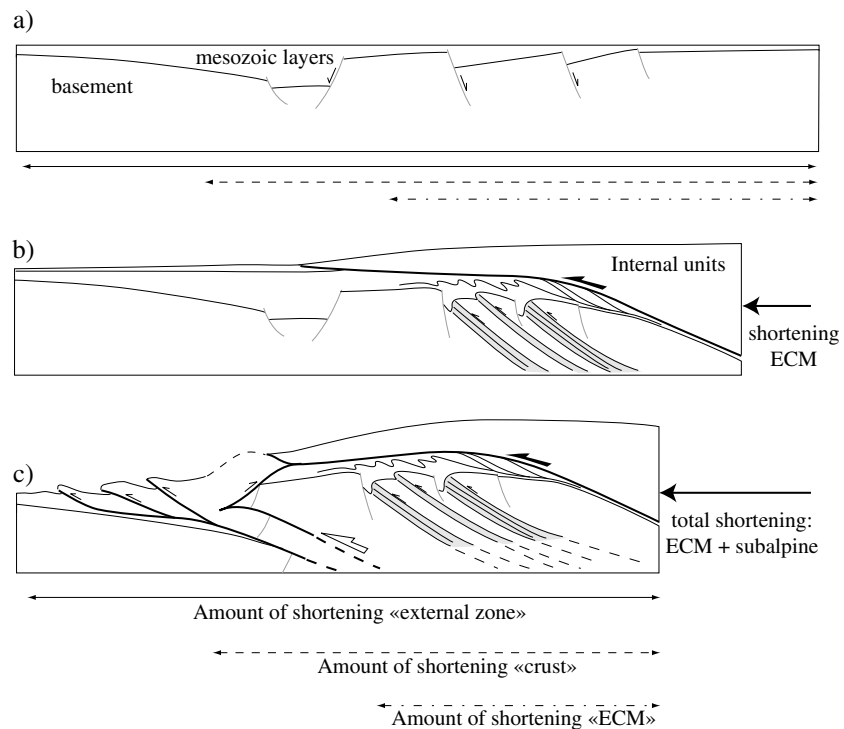 a)
mesozoic layers
basement
b)
Internal units
shortening
ECM
c)
total shortening:
ECM + subalpine
Amount of shortening «external zone»
Amount of shortening «crust»
Amount of shortening «ECM»